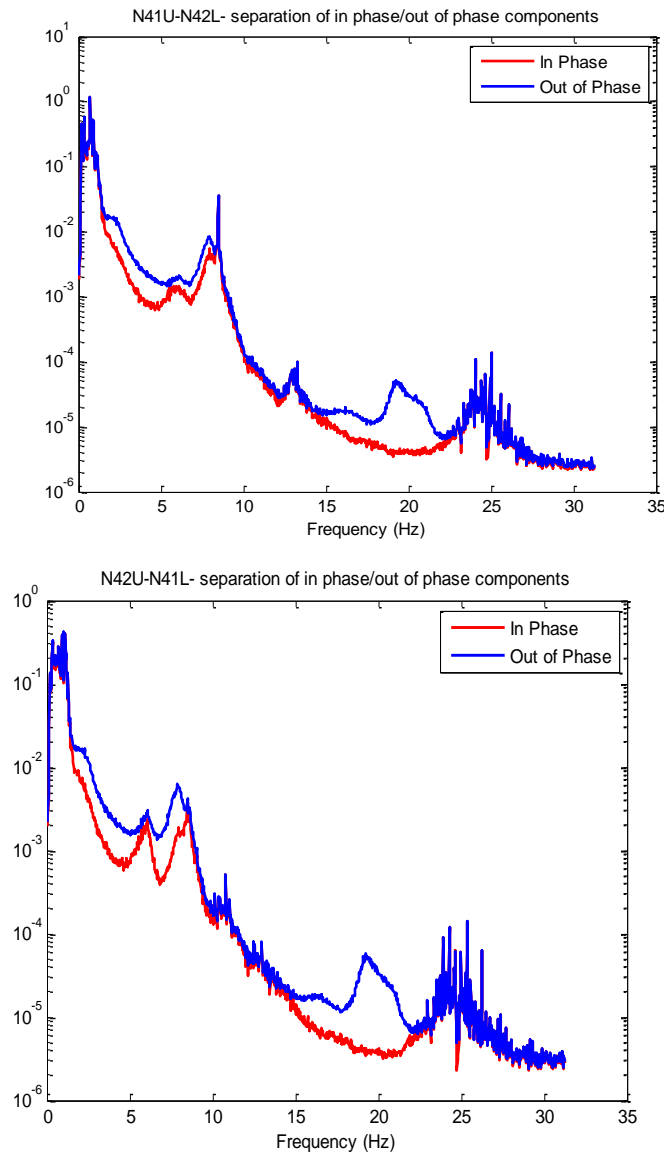 N41U-N42L- separation of in phase/out of phase components
10^1
In Phase
Out of Phase
10^0
10^-1
10^-2
10^-3
10^-4
10^-5
10^-6
0 5 10 15 20 25 30 35
Frequency (Hz)
N42U-N41L- separation of in phase/out of phase components
10^0
In Phase
Out of Phase
10^-1
10^-2
10^-3
10^-4
10^-5
10^-6
0 5 10 15 20 25 30 35
Frequency (Hz)